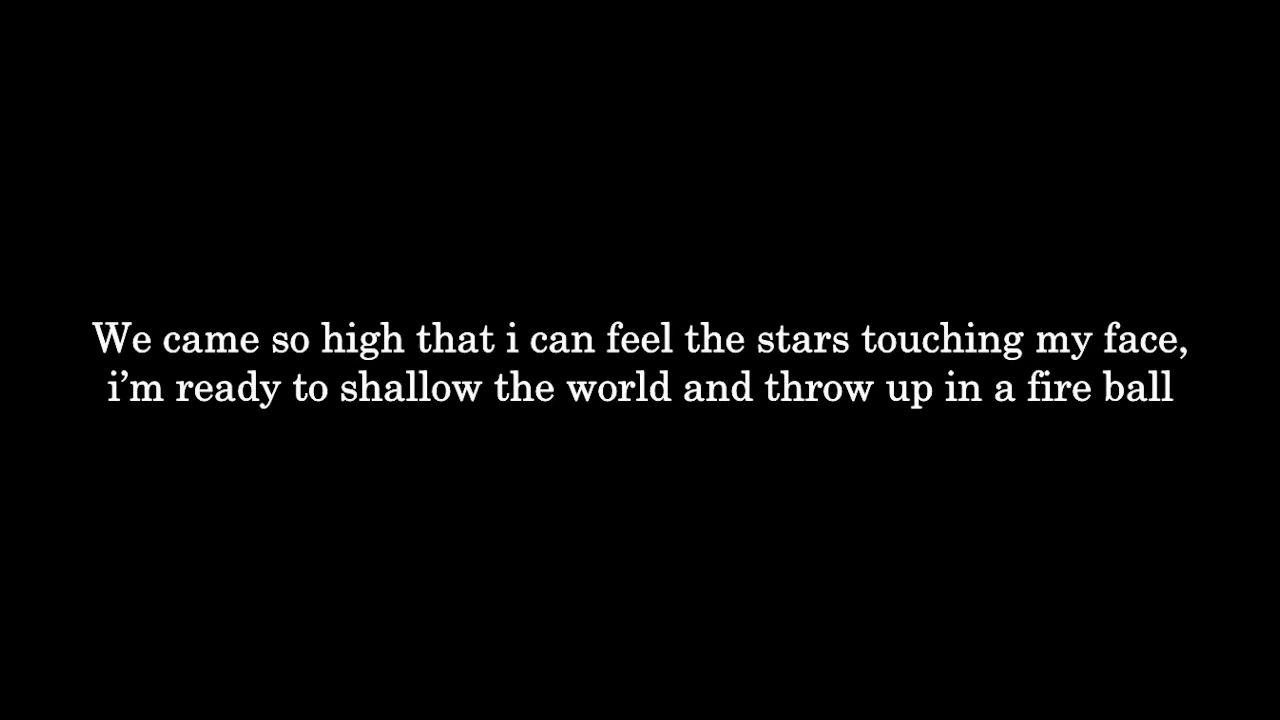 We came so high that i can feel the stars touching my face,
i’m ready to shallow the world and throw up in a fire ball